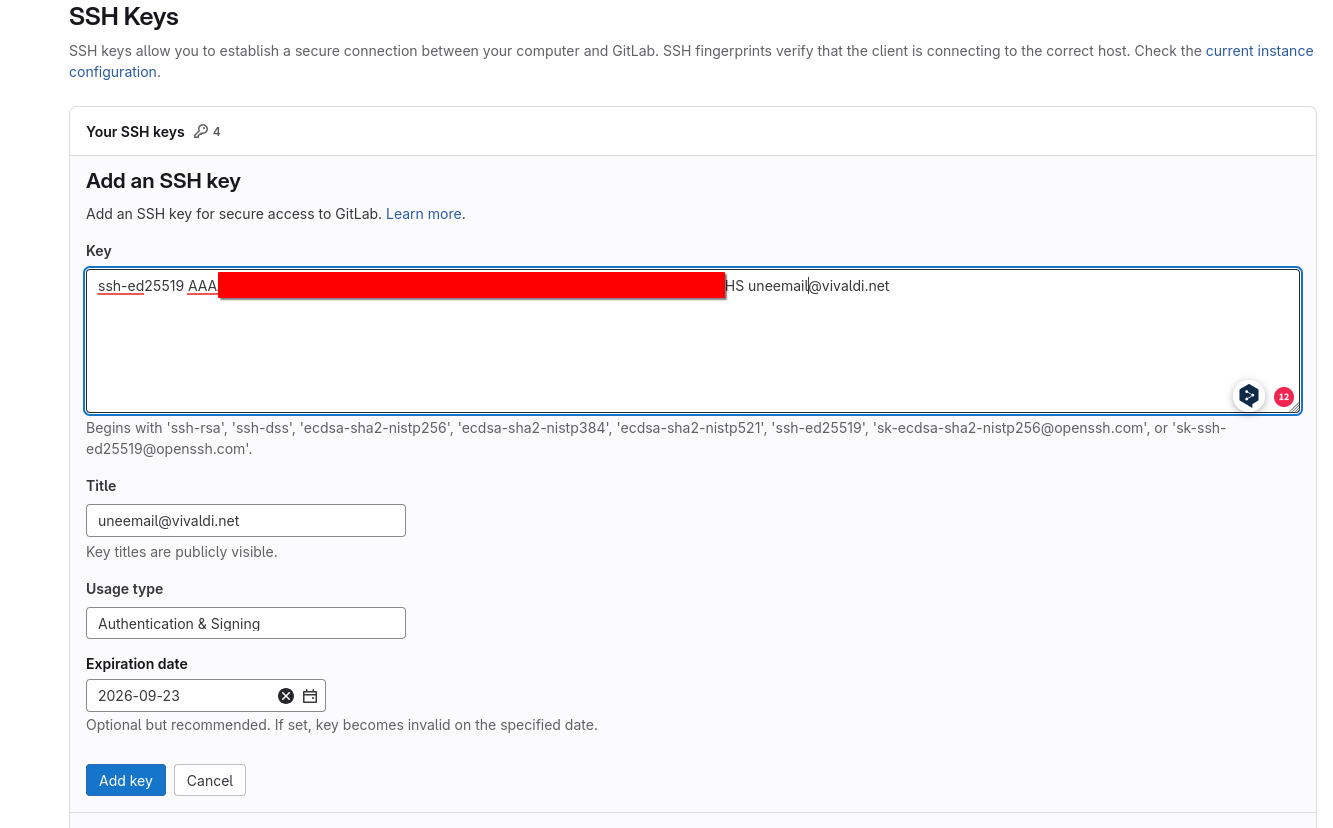 SSH Keys
SSH keys allow you to establish a secure connection between your computer and GitLab. SSH fingerprints verify that the client is connecting to the correct host. Check the current instance
configuration.
Your SSH keys 4
Add an SSH key
Add an SSH key for secure access to GitLab. Learn more.
Key
ssh-ed25519 AAA HS uneemail@vivaldi.net
12
Begins with 'ssh-rsa', 'ssh-dss', 'ecdsa-sha2-nistp256', 'ecdsa-sha2-nistp384', 'ecdsa-sha2-nistp521', 'ssh-ed25519', 'sk-ecdsa-sha2-nistp256@openssh.com', or 'sk-ssh-
ed25519@openssh.com'.
Title
uneemail@vivaldi.net
Key titles are publicly visible.
Usage type
Authentication & Signing
Expiration date
2026-09-23
Optional but recommended. If set, key becomes invalid on the specified date.
Add key Cancel